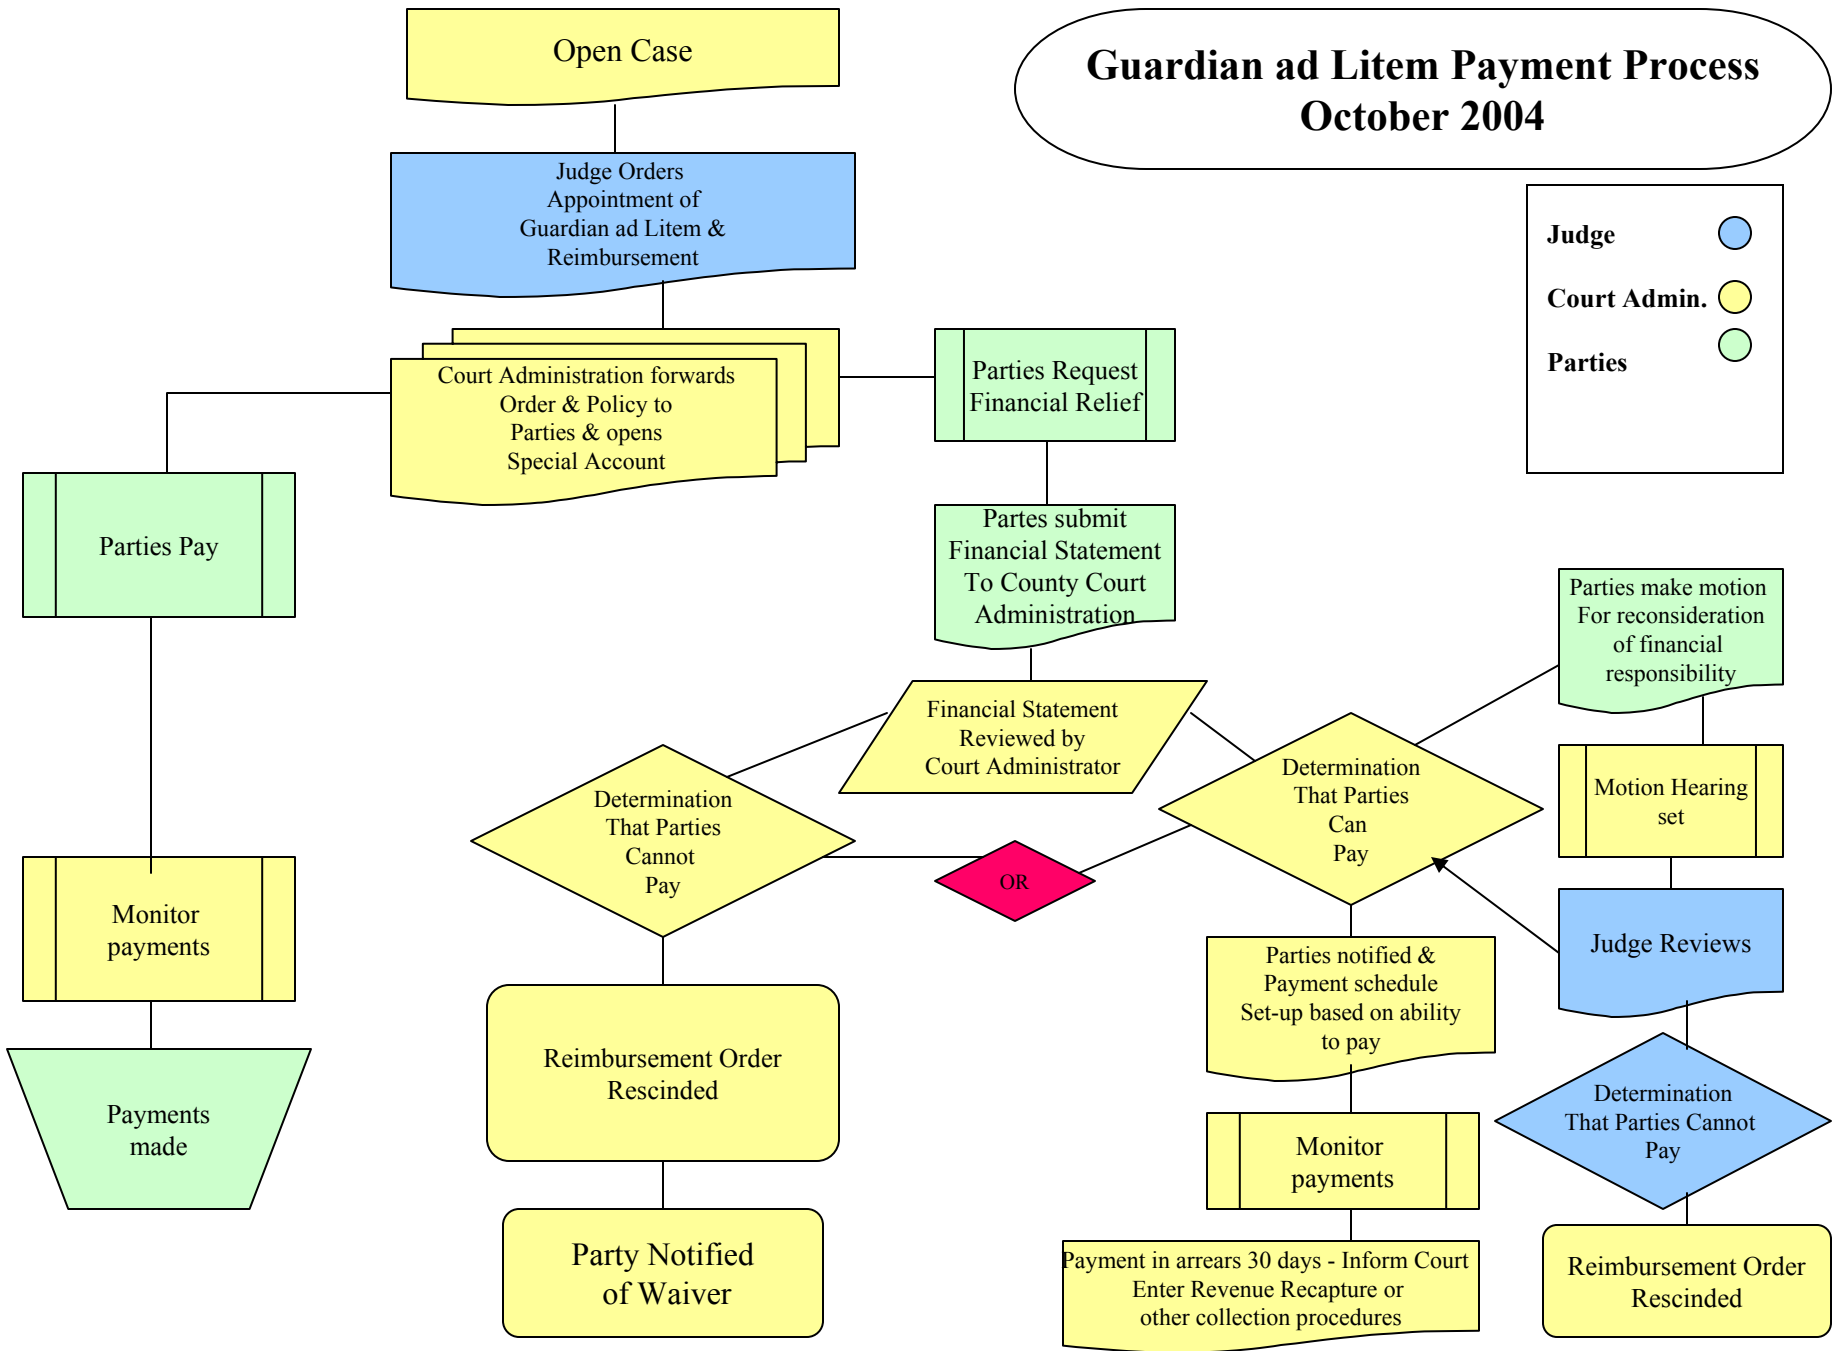 Open Case
Guardian ad Litem Payment Process
October 2004
Judge Orders
Appointment of
Guardian ad Litem &
Reimbursement
Judge
Court Admin.
Parties
Court Administration forwards
Order & Policy to
Parties & opens
Special Account
Parties Request
Financial Relief
Parties Pay
Partes submit
Financial Statement
To County Court
Administration
Parties make motion
For reconsideration
of financial
responsibility
Financial Statement
Reviewed by
Court Administrator
Determination
That Parties
Cannot
Pay
OR
Determination
That Parties
Can
Pay
Motion Hearing
set
Monitor
payments
Judge Reviews
Parties notified &
Payment schedule
Set-up based on ability
to pay
Reimbursement Order
Rescinded
Payments
made
Determination
That Parties Cannot
Pay
Monitor
payments
Party Notified
of Waiver
Payment in arrears 30 days - Inform Court
Enter Revenue Recapture or
other collection procedures
Reimbursement Order
Rescinded